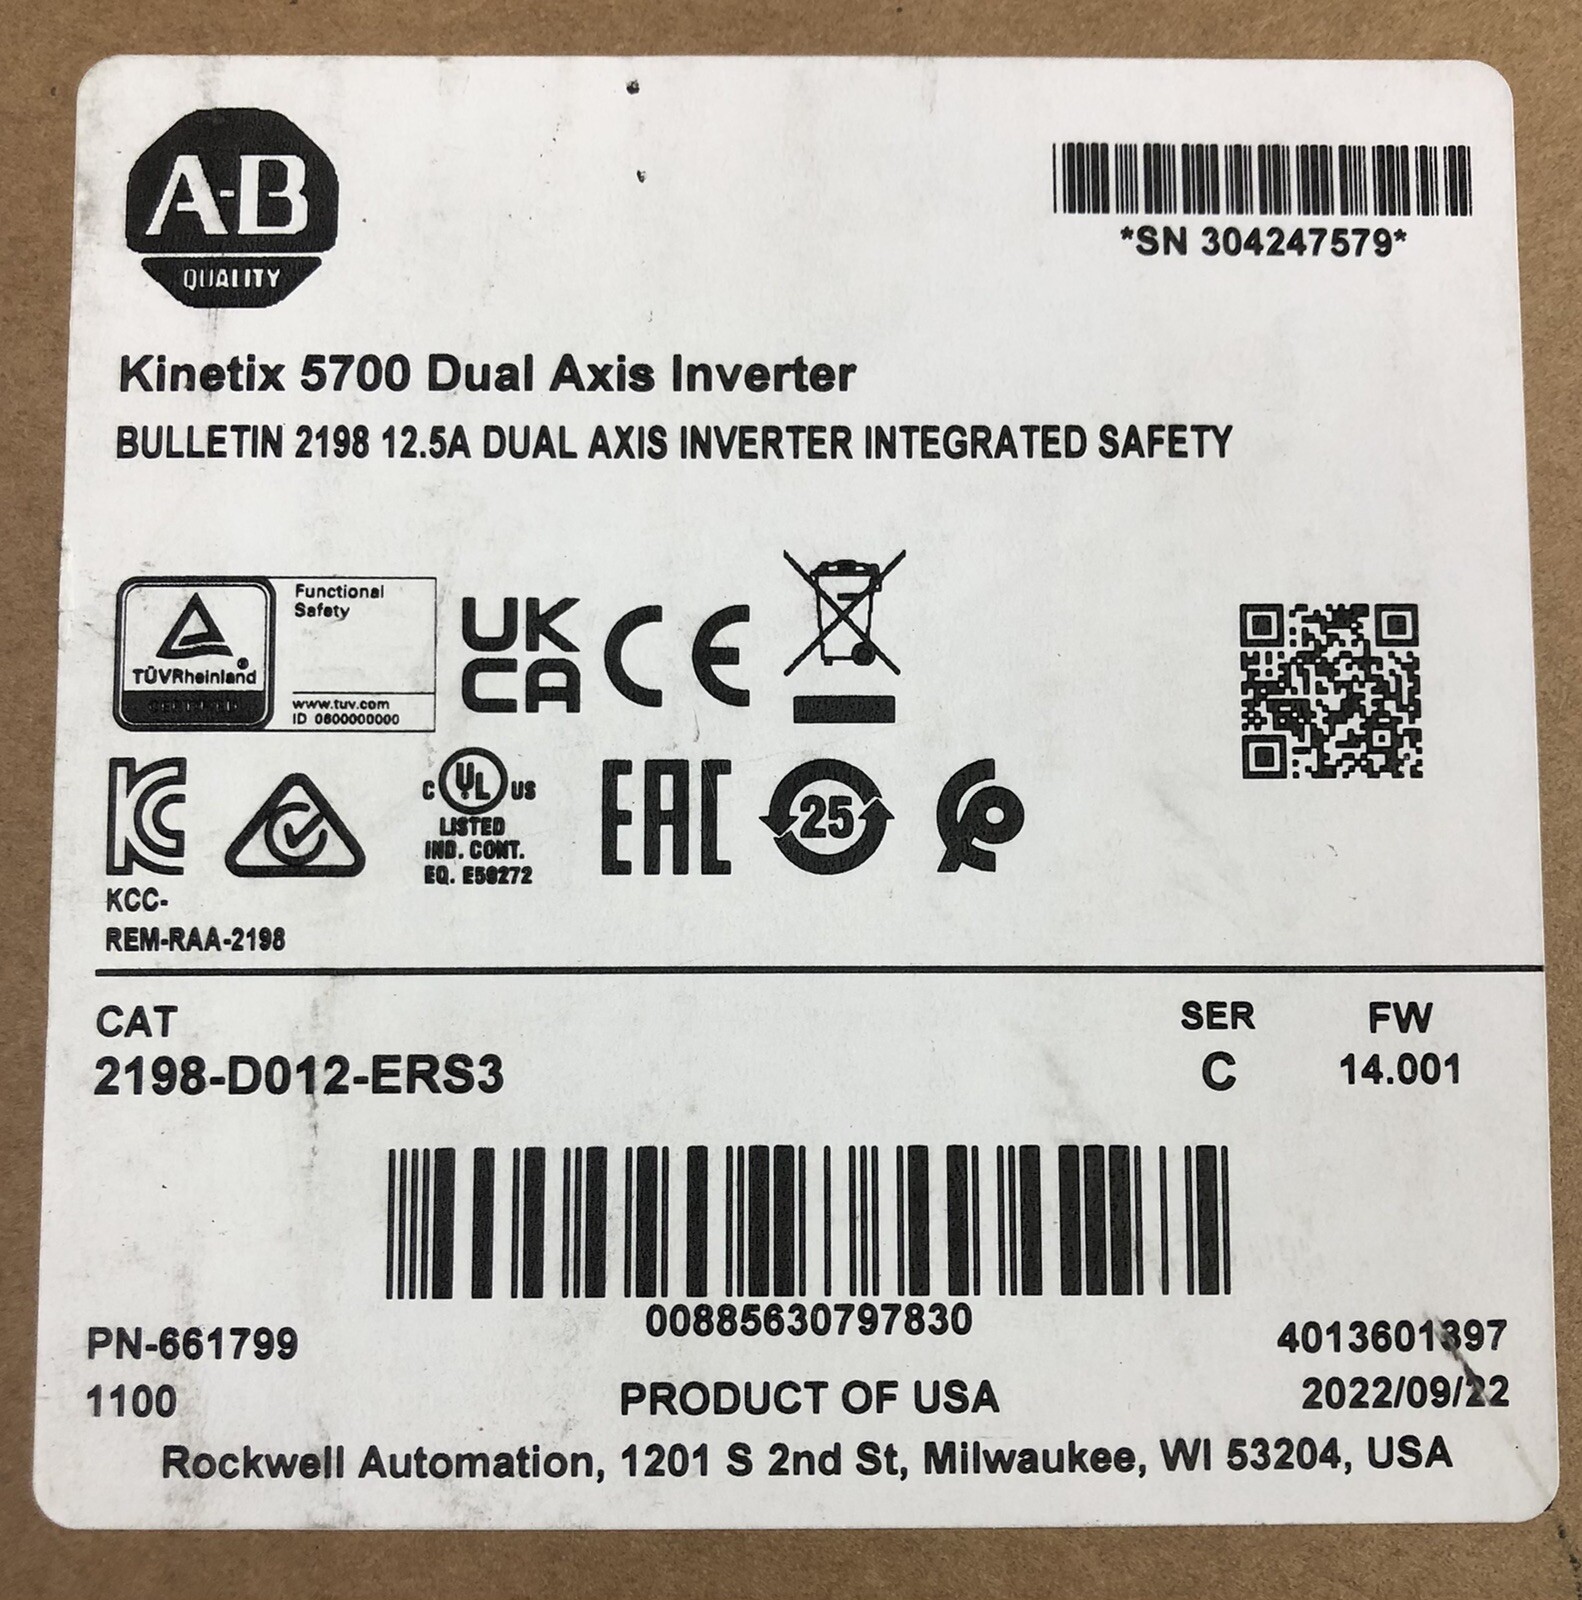 A-B
QUALITY
*SN 304247579*
Kinetix 5700 Dual Axis Inverter
BULLETIN 2198 12.5A DUAL AXIS INVERTER INTEGRATED SAFETY
Functional
Safety
TÜVRheinland®
CERTIFIED
www.tuv.com
ID 0600000000
UK
CA
CE
KC
C UL US
LISTED
IND. CONT.
EQ. E56272
EAC
25
KCC-
REM-RAA-2198
CAT
2198-D012-ERS3
SER
C
FW
14.001
00885630797830
PN-661799
4013601397
1100
PRODUCT OF USA
2022/09/22
Rockwell Automation, 1201 S 2nd St, Milwaukee, WI 53204, USA